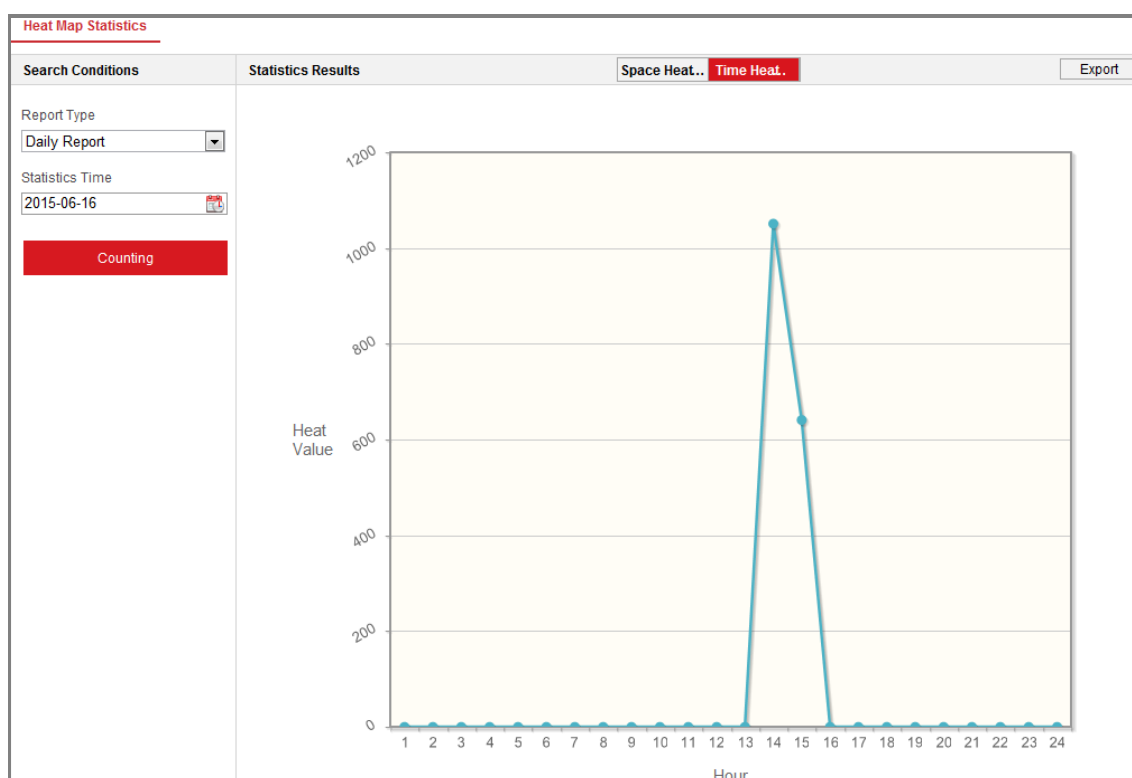 Heat Map Statistics
Search Conditions
Statistics Results
Space Heat...
Time Heat..
Export
Report Type
Daily Report
Statistics Time
2015-06-16
Counting
1200
1000
800
600
400
200
0
Heat
Value
1 2 3 4 5 6 7 8 9 10 11 12 13 14 15 16 17 18 19 20 21 22 23 24
Hour